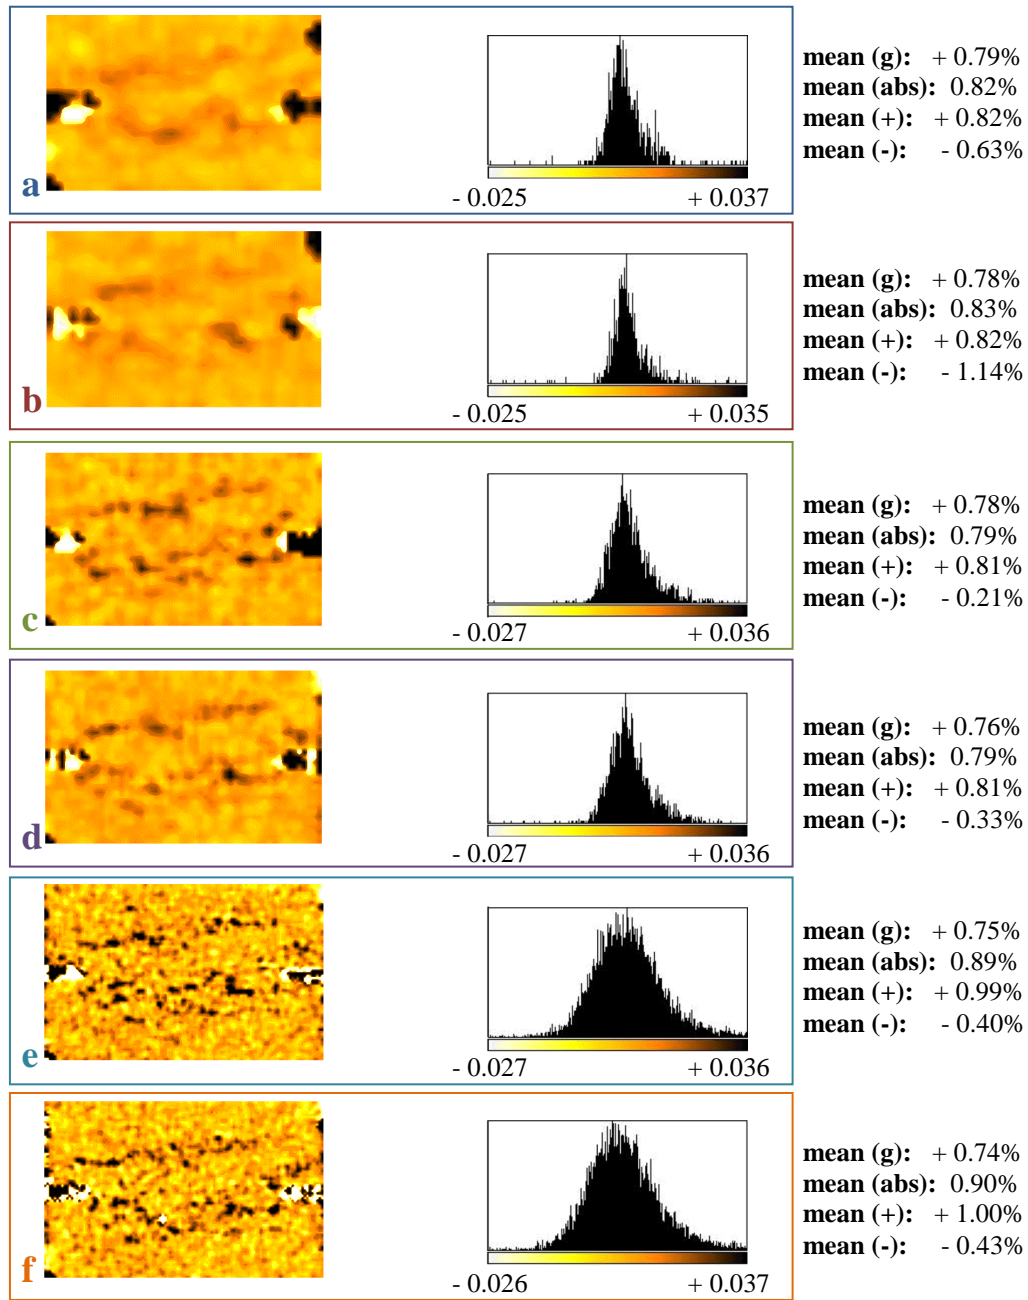 mean (g): + 0.79%
mean (abs): 0.82%
mean (+): + 0.82%
mean (-): - 0.63%
a
- 0.025 + 0.037
mean (g): + 0.78%
mean (abs): 0.83%
mean (+): + 0.82%
mean (-): - 1.14%
b
- 0.025 + 0.035
mean (g): + 0.78%
mean (abs): 0.79%
mean (+): + 0.81%
mean (-): - 0.21%
c
- 0.027 + 0.036
mean (g): + 0.76%
mean (abs): 0.79%
mean (+): + 0.81%
mean (-): - 0.33%
d
- 0.027 + 0.036
mean (g): + 0.75%
mean (abs): 0.89%
mean (+): + 0.99%
mean (-): - 0.40%
e
- 0.027 + 0.036
mean (g): + 0.74%
mean (abs): 0.90%
mean (+): + 1.00%
mean (-): - 0.43%
f
- 0.026 + 0.037